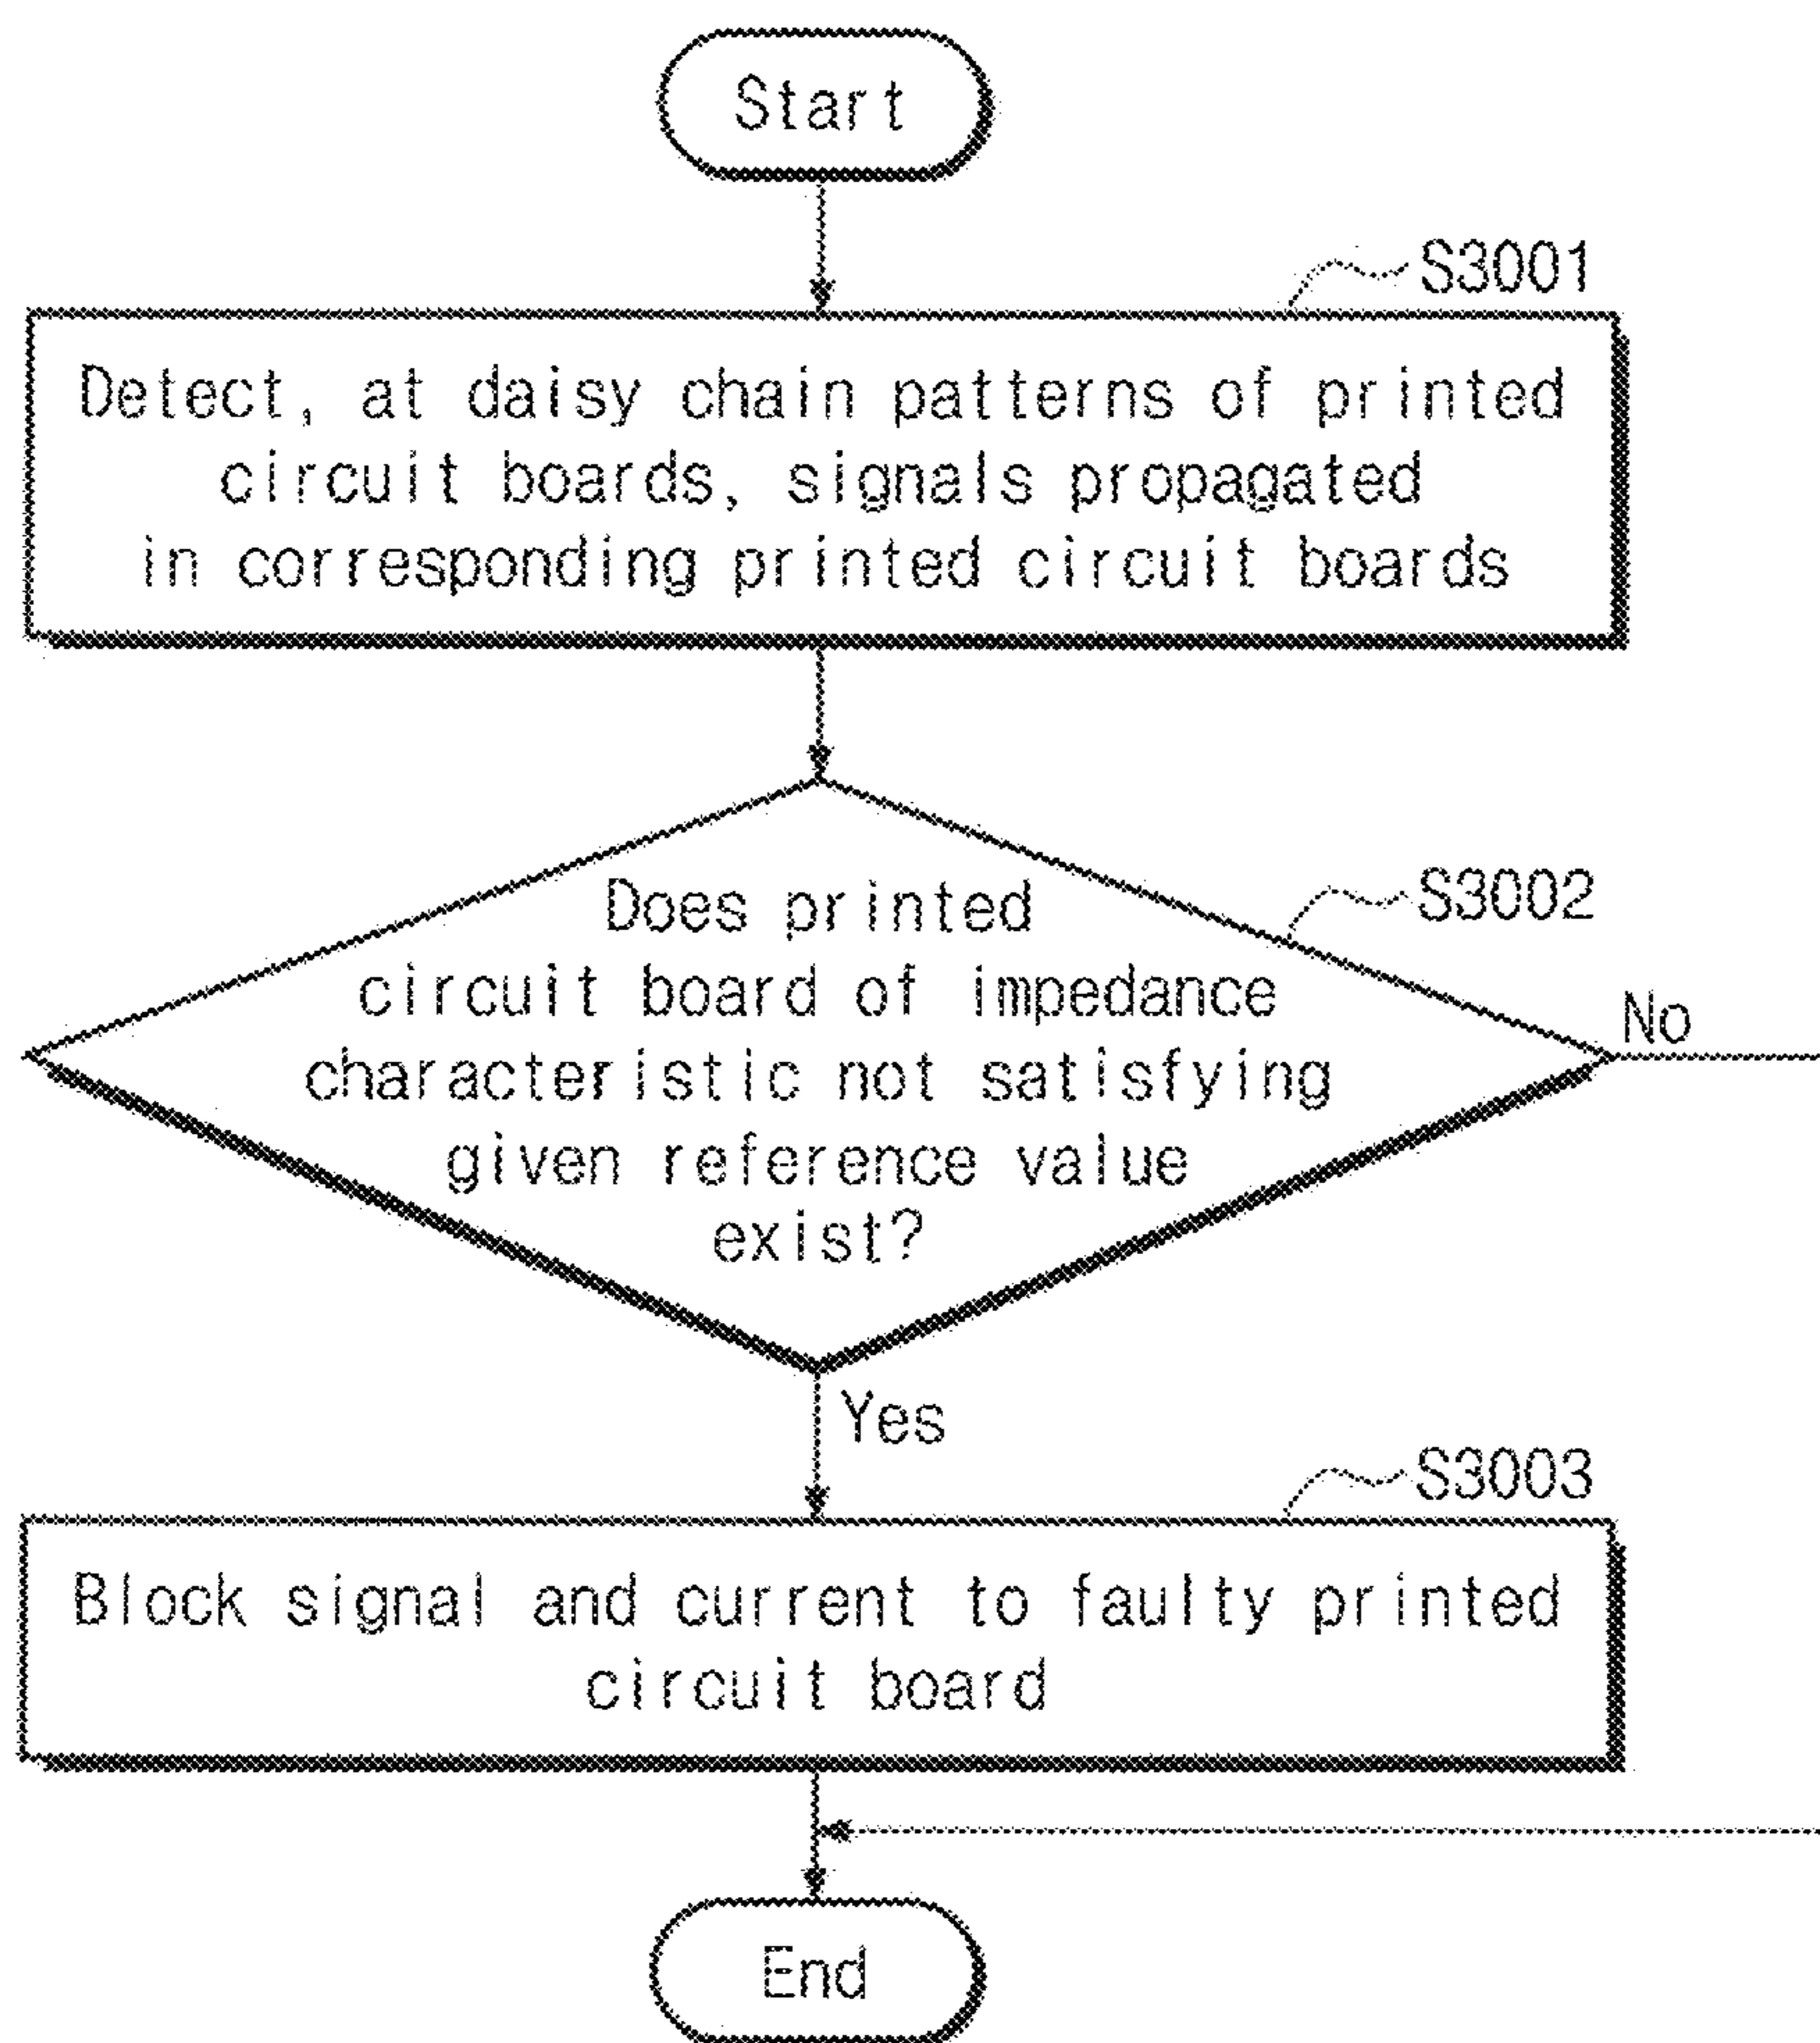 Start
S3001
Detect, at daisy chain patterns of printed
circuit boards, signals propagated
in corresponding printed circuit boards
S3002
Does printed
circuit board of impedance
characteristic not satisfying
given reference value
exist?
No
Yes
S3003
Block signal and current to faulty printed
circuit board
End